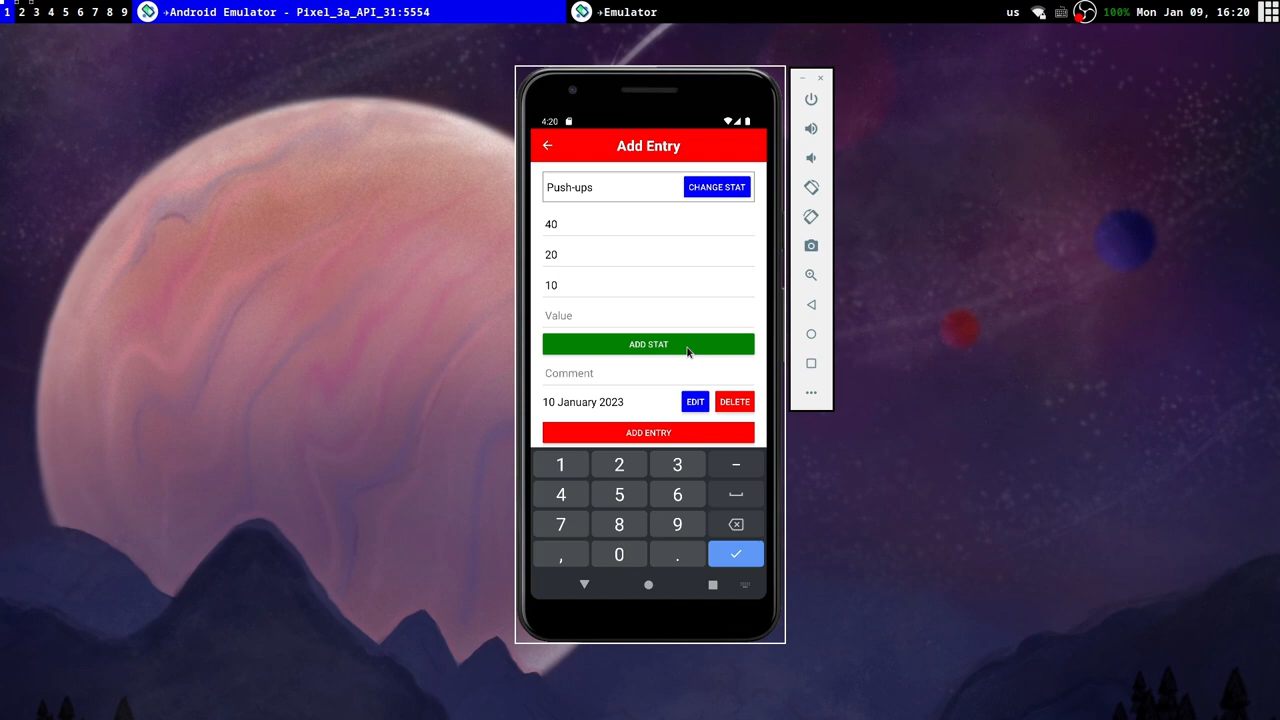 1 2 3 4 5 6 7 8 9 ✈Android Emulator - Pixel_3a_API_31:5554 ✈Emulator us 100% Mon Jan 09, 16:20
4:20
Add Entry
Push-ups CHANGE STAT
40
20
10
Value
ADD STAT
Comment
10 January 2023 EDIT DELETE
ADD ENTRY
1 2 3 -
4 5 6
7 8 9
, 0 .